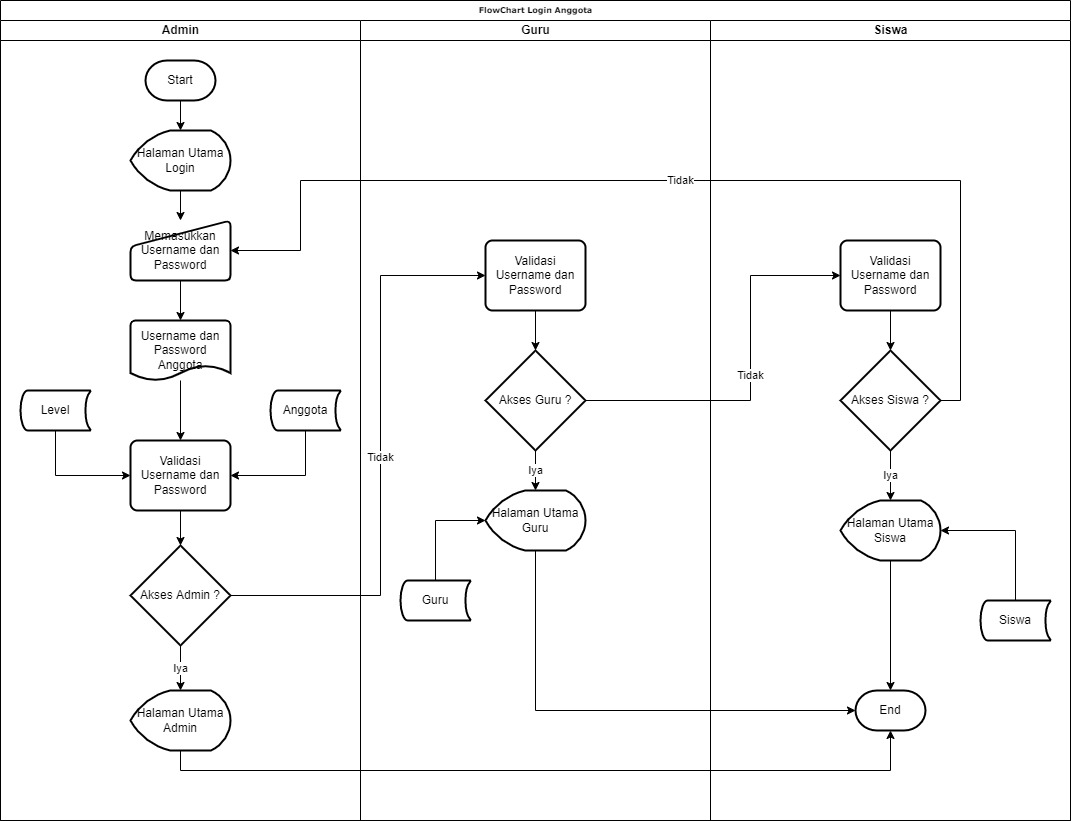 FlowChart Login Anggota
Admin
Guru
Siswa
Start
Halaman Utama
Login
Memasukkan
Username dan
Password
Username dan
Password
Anggota
Level
Anggota
Validasi
Username dan
Password
Akses Admin ?
Tidak
Iya
Halaman Utama
Admin
Validasi
Username dan
Password
Akses Guru ?
Tidak
Iya
Halaman Utama
Guru
Guru
Tidak
Validasi
Username dan
Password
Akses Siswa ?
Iya
Halaman Utama
Siswa
Siswa
End